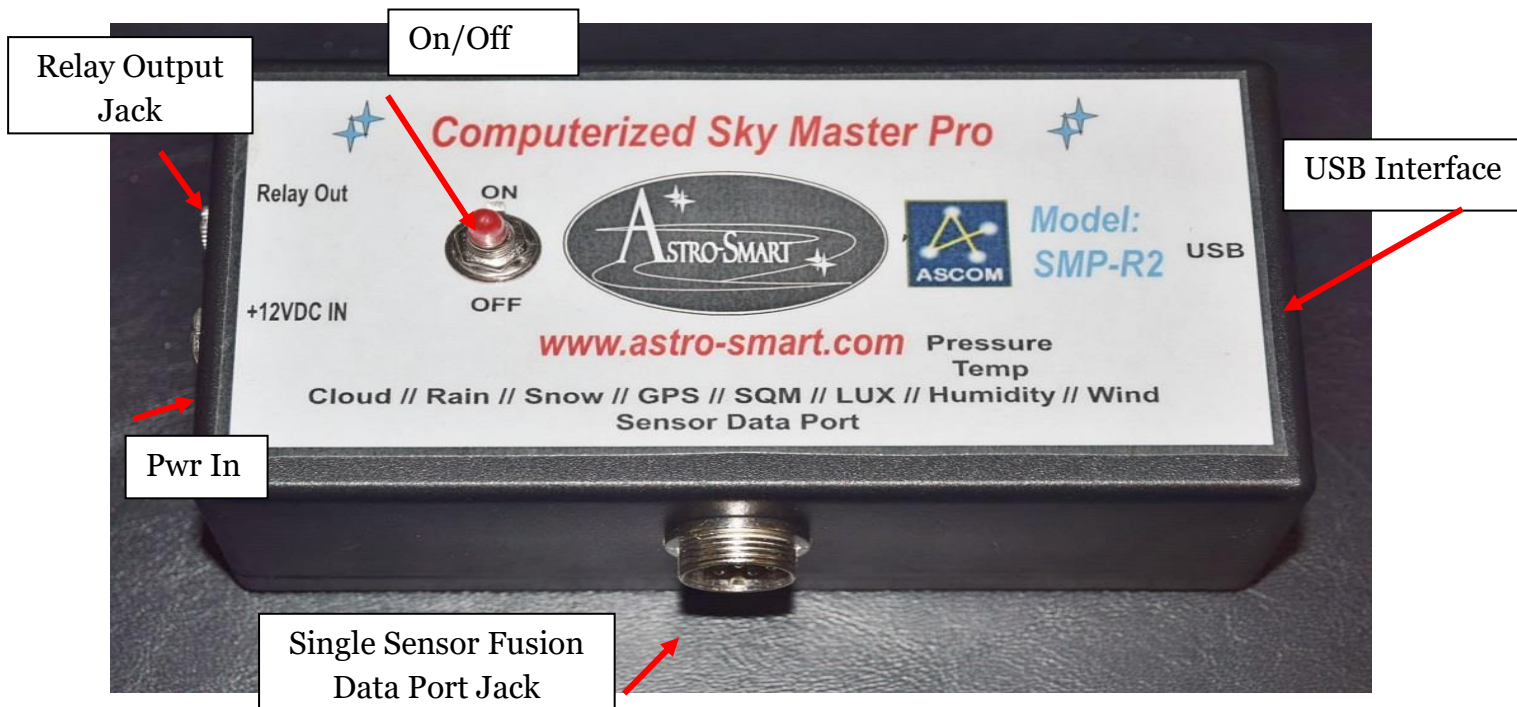 On/Off
Relay Output
Jack
Computerized Sky Master Pro
USB Interface
Relay Out
ON
ASTRO-SMART
ASCOM
Model:
SMP-R2
USB
+12VDC IN
OFF
www.astro-smart.com
Pressure
Temp
Cloud // Rain // Snow // GPS // SQM // LUX // Humidity // Wind
Sensor Data Port
Pwr In
Single Sensor Fusion
Data Port Jack